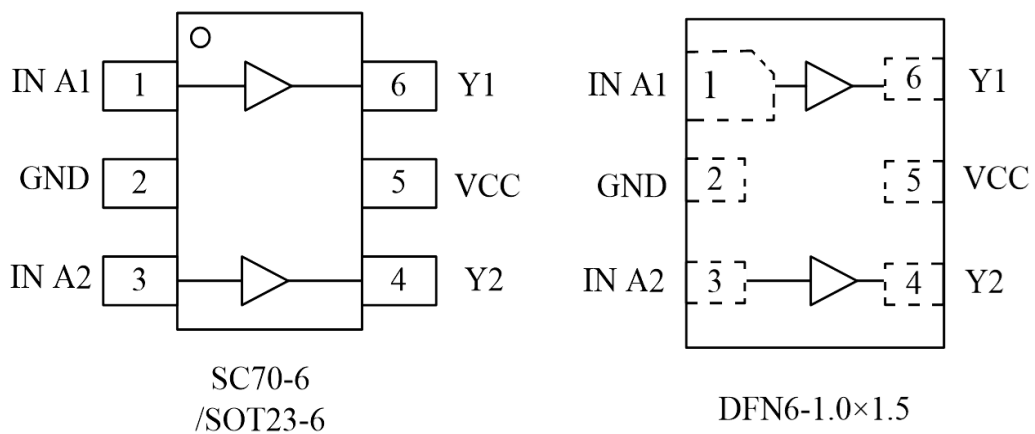 IN A1 1 6 Y1
GND 2 5 VCC
IN A2 3 4 Y2
SC70-6
/SOT23-6
IN A1 1 6 Y1
GND 2 5 VCC
IN A2 3 4 Y2
DFN6-1.0×1.5